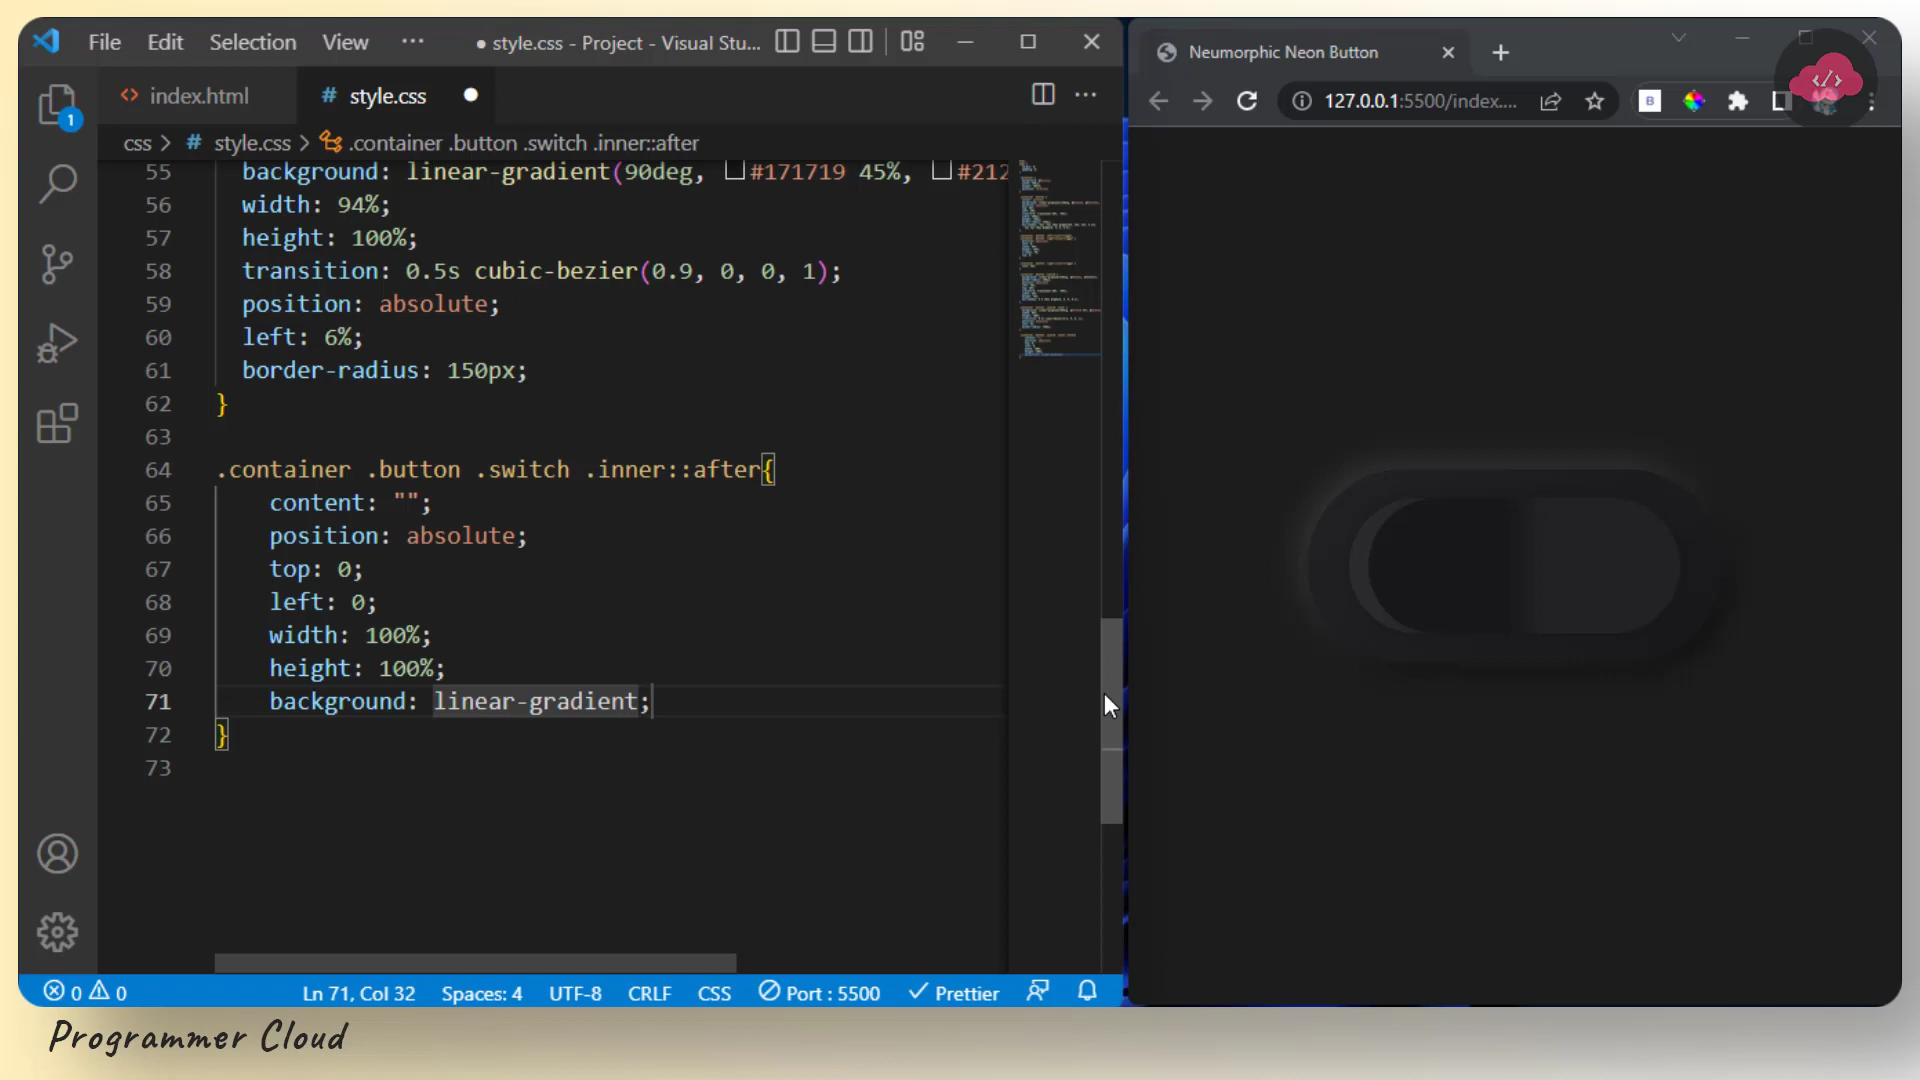 File Edit Selection View ··· ● style.css - Project - Visual Stu...
Neumorphic Neon Button
<> index.html # style.css ●
127.0.0.1:5500/index.... B
css > # style.css > .container .button .switch .inner::after
55 background: linear-gradient(90deg, #171719 45%, #212
56 width: 94%;
57 height: 100%;
58 transition: 0.5s cubic-bezier(0.9, 0, 0, 1);
59 position: absolute;
60 left: 6%;
61 border-radius: 150px;
62 }
63
64 .container .button .switch .inner::after{
65 content: "";
66 position: absolute;
67 top: 0;
68 left: 0;
69 width: 100%;
70 height: 100%;
71 background: linear-gradient;
72 }
73
1
0 0 Ln 71, Col 32 Spaces: 4 UTF-8 CRLF CSS Port : 5500 Prettier
Programmer Cloud